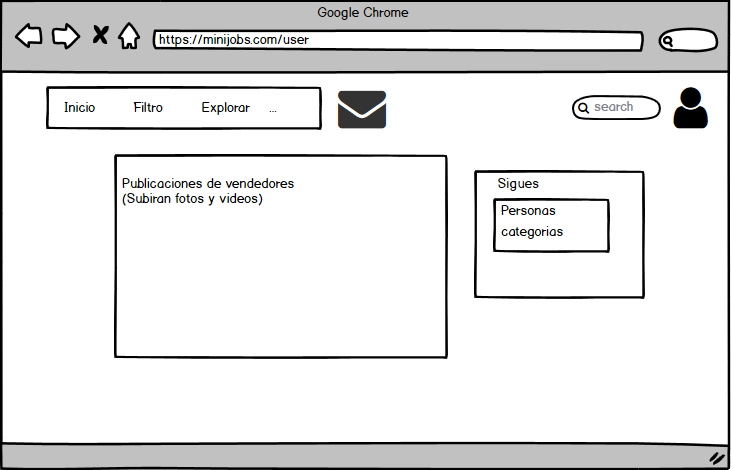 Google Chrome
https://minijobs.com/user
Inicio Filtro Explorar ...
search
Publicaciones de vendedores
(Subiran fotos y videos)
Sigues
Personas
categorias